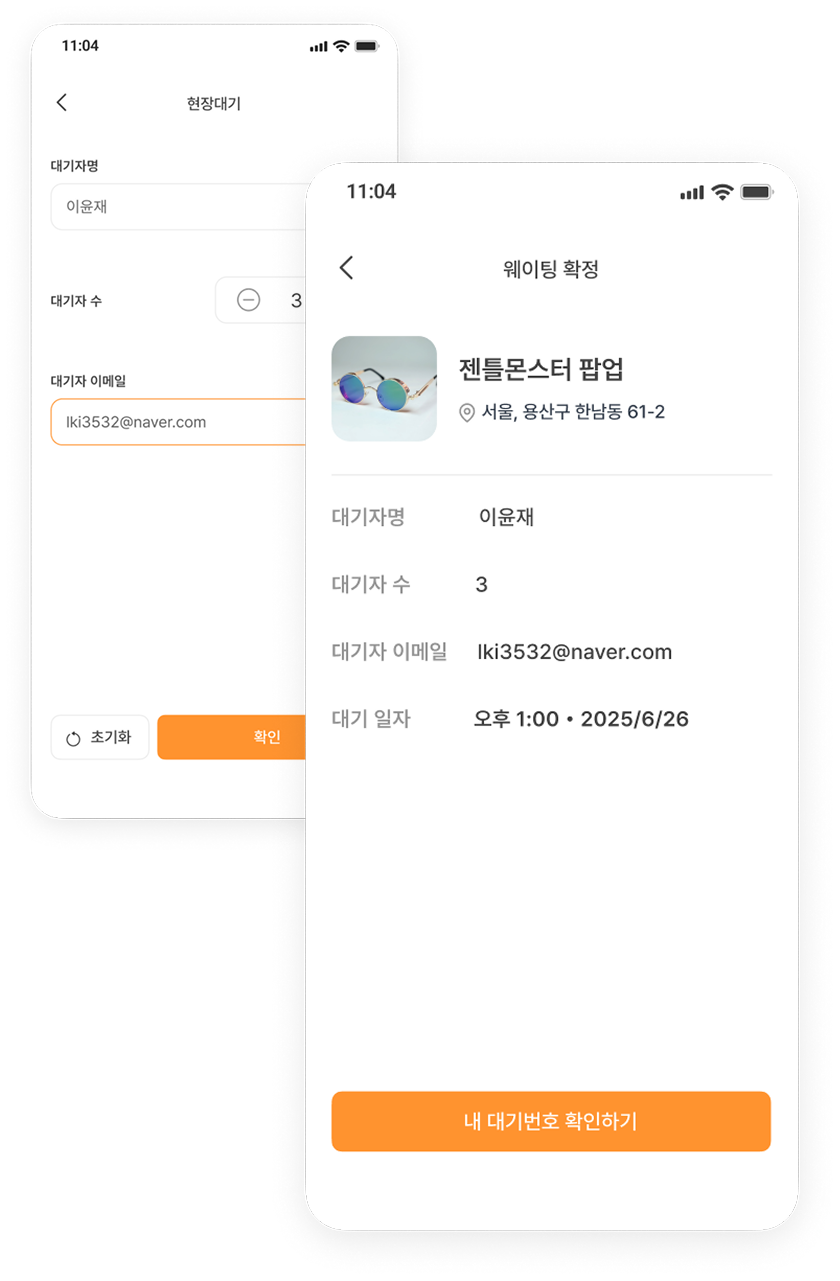 11:04
현장대기
대기자명
이윤재
대기자 수
3
대기자 이메일
lki3532@naver.com
초기화
확인
11:04
웨이팅 확정
젠틀몬스터 팝업
서울, 용산구 한남동 61-2
대기자명 이윤재
대기자 수 3
대기자 이메일 lki3532@naver.com
대기 일자 오후 1:00 • 2025/6/26
내 대기번호 확인하기